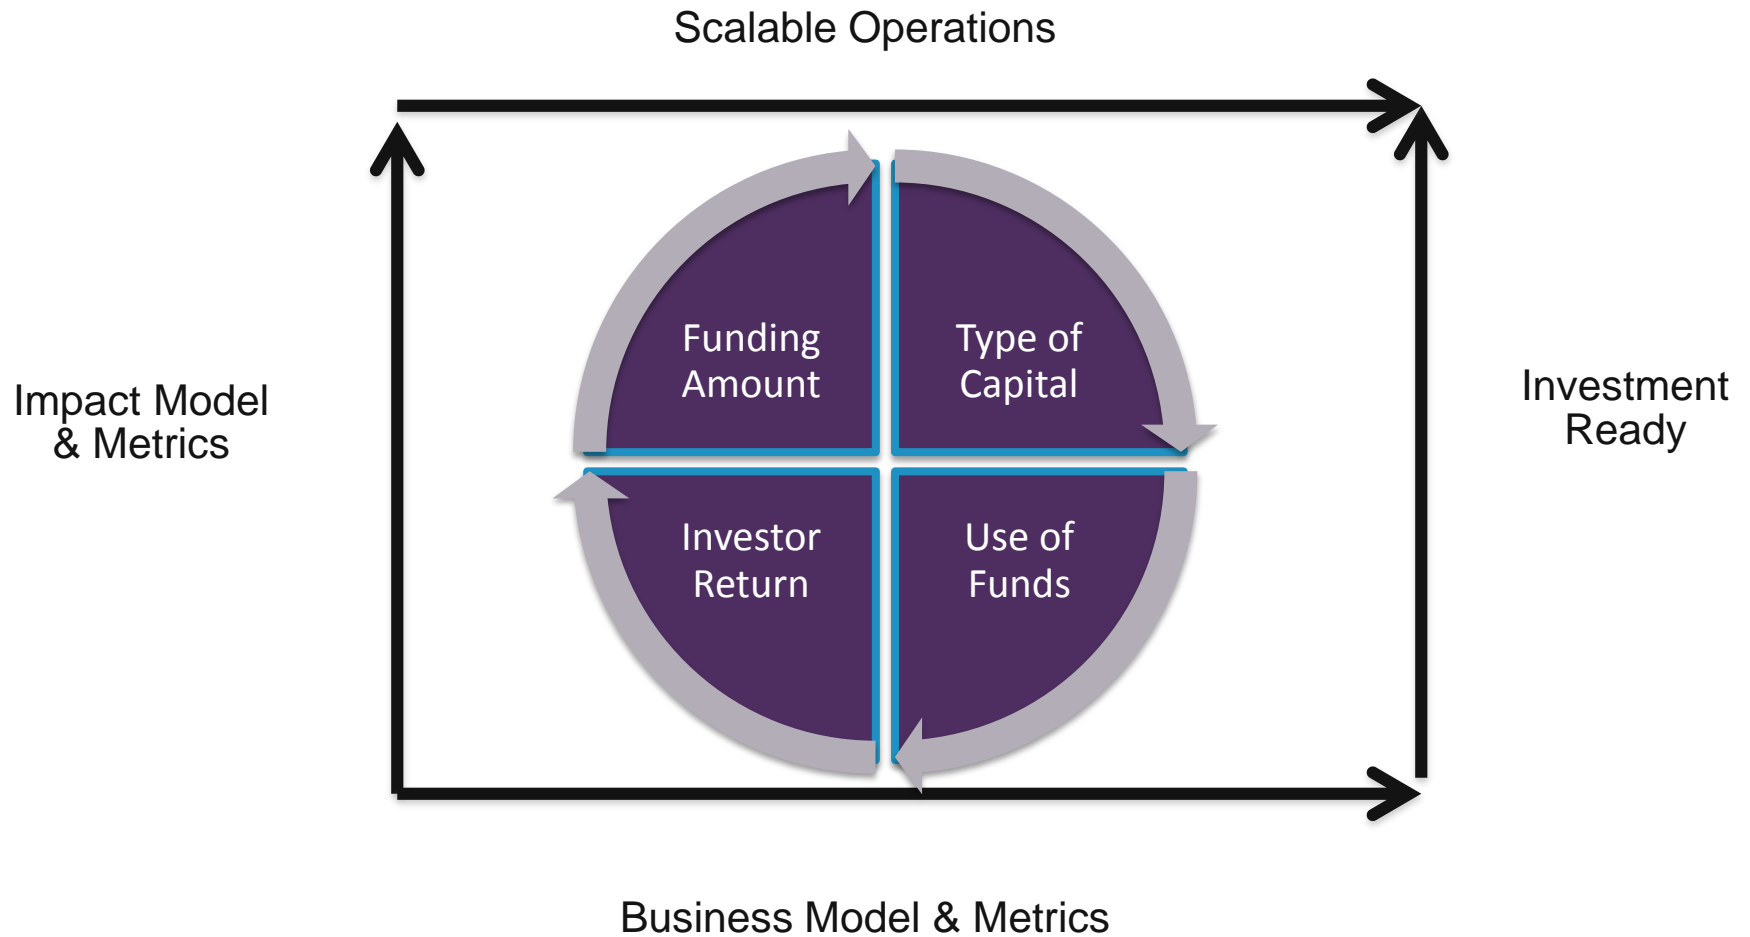 Scalable Operations
Funding
Amount
Type of
Capital
Impact Model
& Metrics
Investment
Ready
Investor
Return
Use of
Funds
Business Model & Metrics